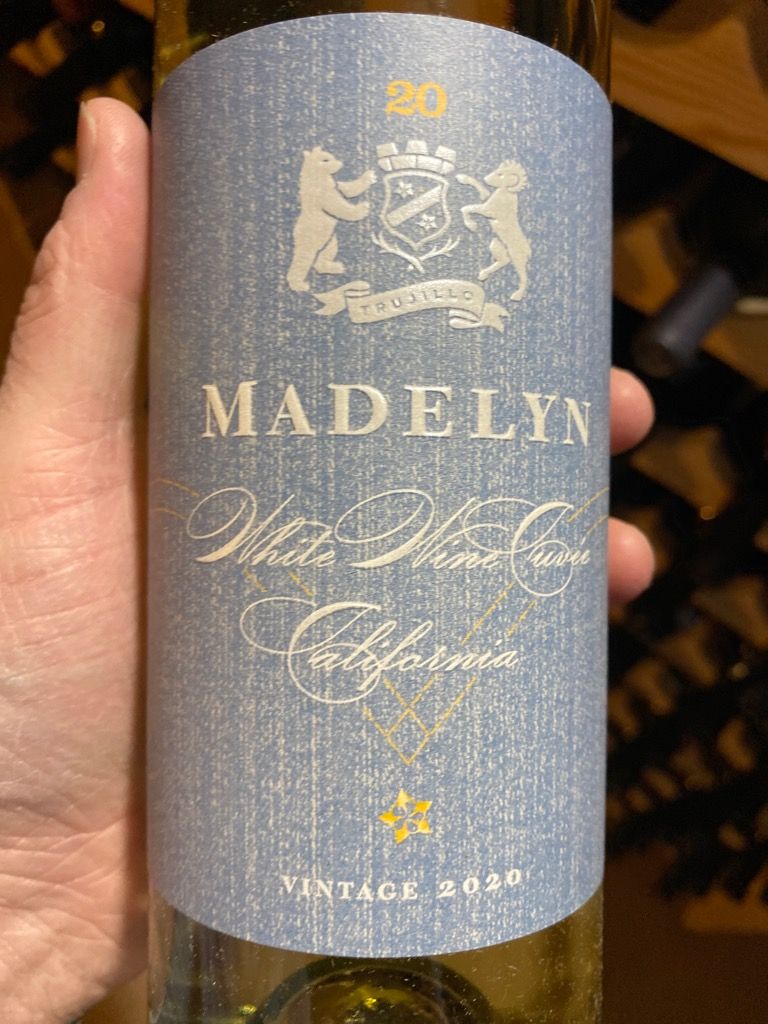 20
TRUJILLO
MADELYN
White Wine Cuvée
California
VINTAGE 2020